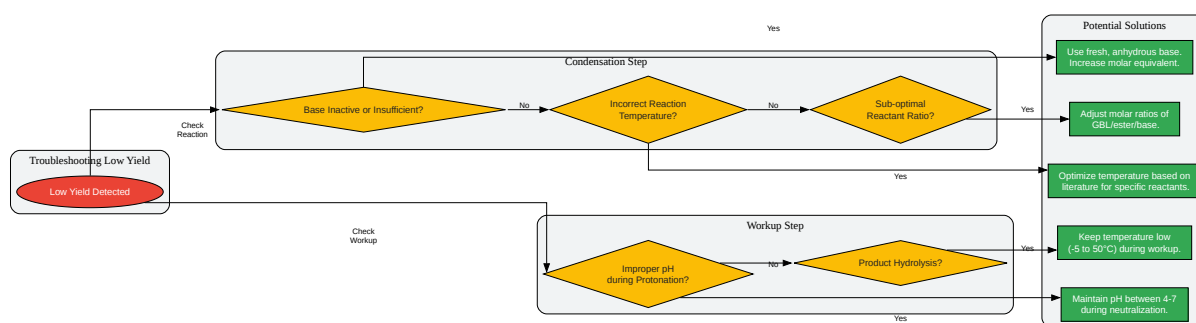 Potential Solutions
Yes
Use fresh, anhydrous base.
Increase molar equivalent.
Condensation Step
Base Inactive or Insufficient?
No
Incorrect Reaction
Temperature?
No
Sub-optimal
Reactant Ratio?
Yes
Adjust molar ratios of
GBL/ester/base.
Check
Reaction
Troubleshooting Low Yield
Low Yield Detected
Yes
Optimize temperature based on
literature for specific reactants.
Check
Workup
Workup Step
Improper pH
during Protonation?
No
Product Hydrolysis?
Yes
Keep temperature low
(-5 to 50°C) during workup.
Yes
Maintain pH between 4-7
during neutralization.